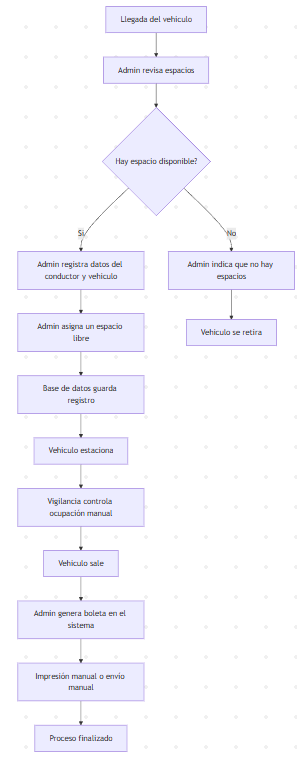 Llegada del vehículo
Admin revisa espacios
Hay espacio disponible?
Sí
No
Admin registra datos del
conductor y vehículo
Admin indica que no hay
espacios
Admin asigna un espacio
libre
Vehículo se retira
Base de datos guarda
registro
Vehículo estaciona
Vigilancia controla
ocupación manual
Vehículo sale
Admin genera boleta en el
sistema
Impresión manual o envío
manual
Proceso finalizado